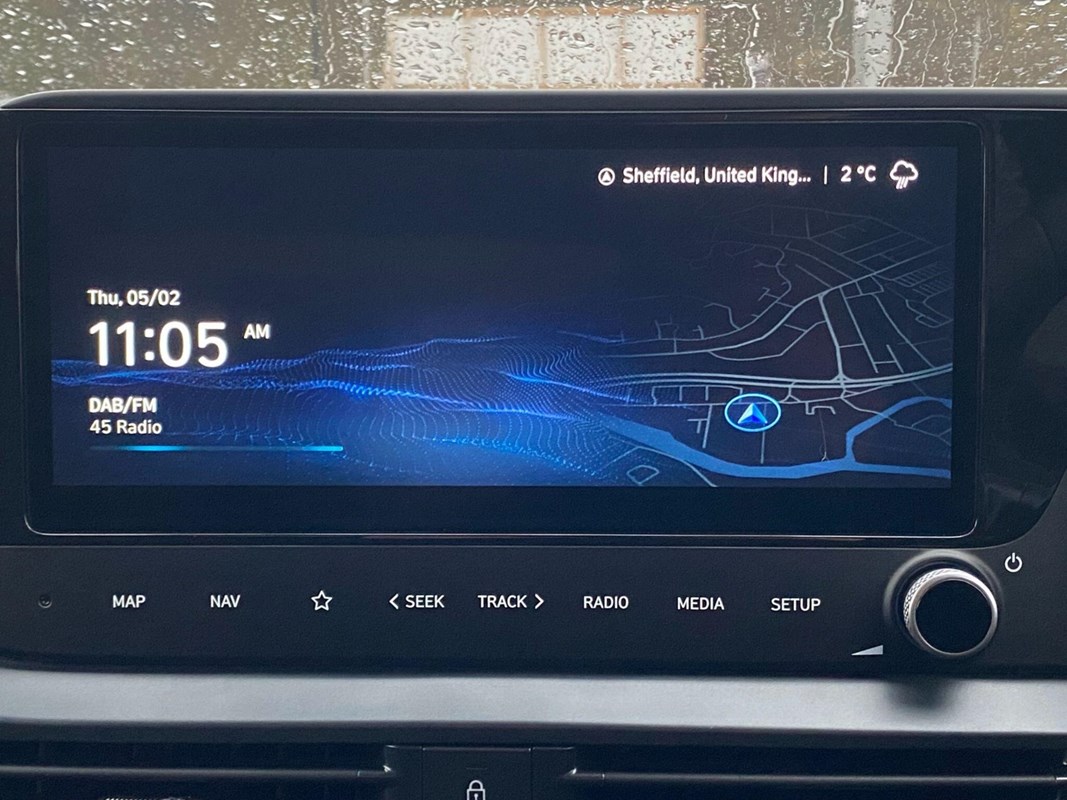 Sheffield, United King... | 2 °C
Thu, 05/02
11:05 AM
DAB/FM
45 Radio
MAP NAV SEEK TRACK RADIO MEDIA SETUP